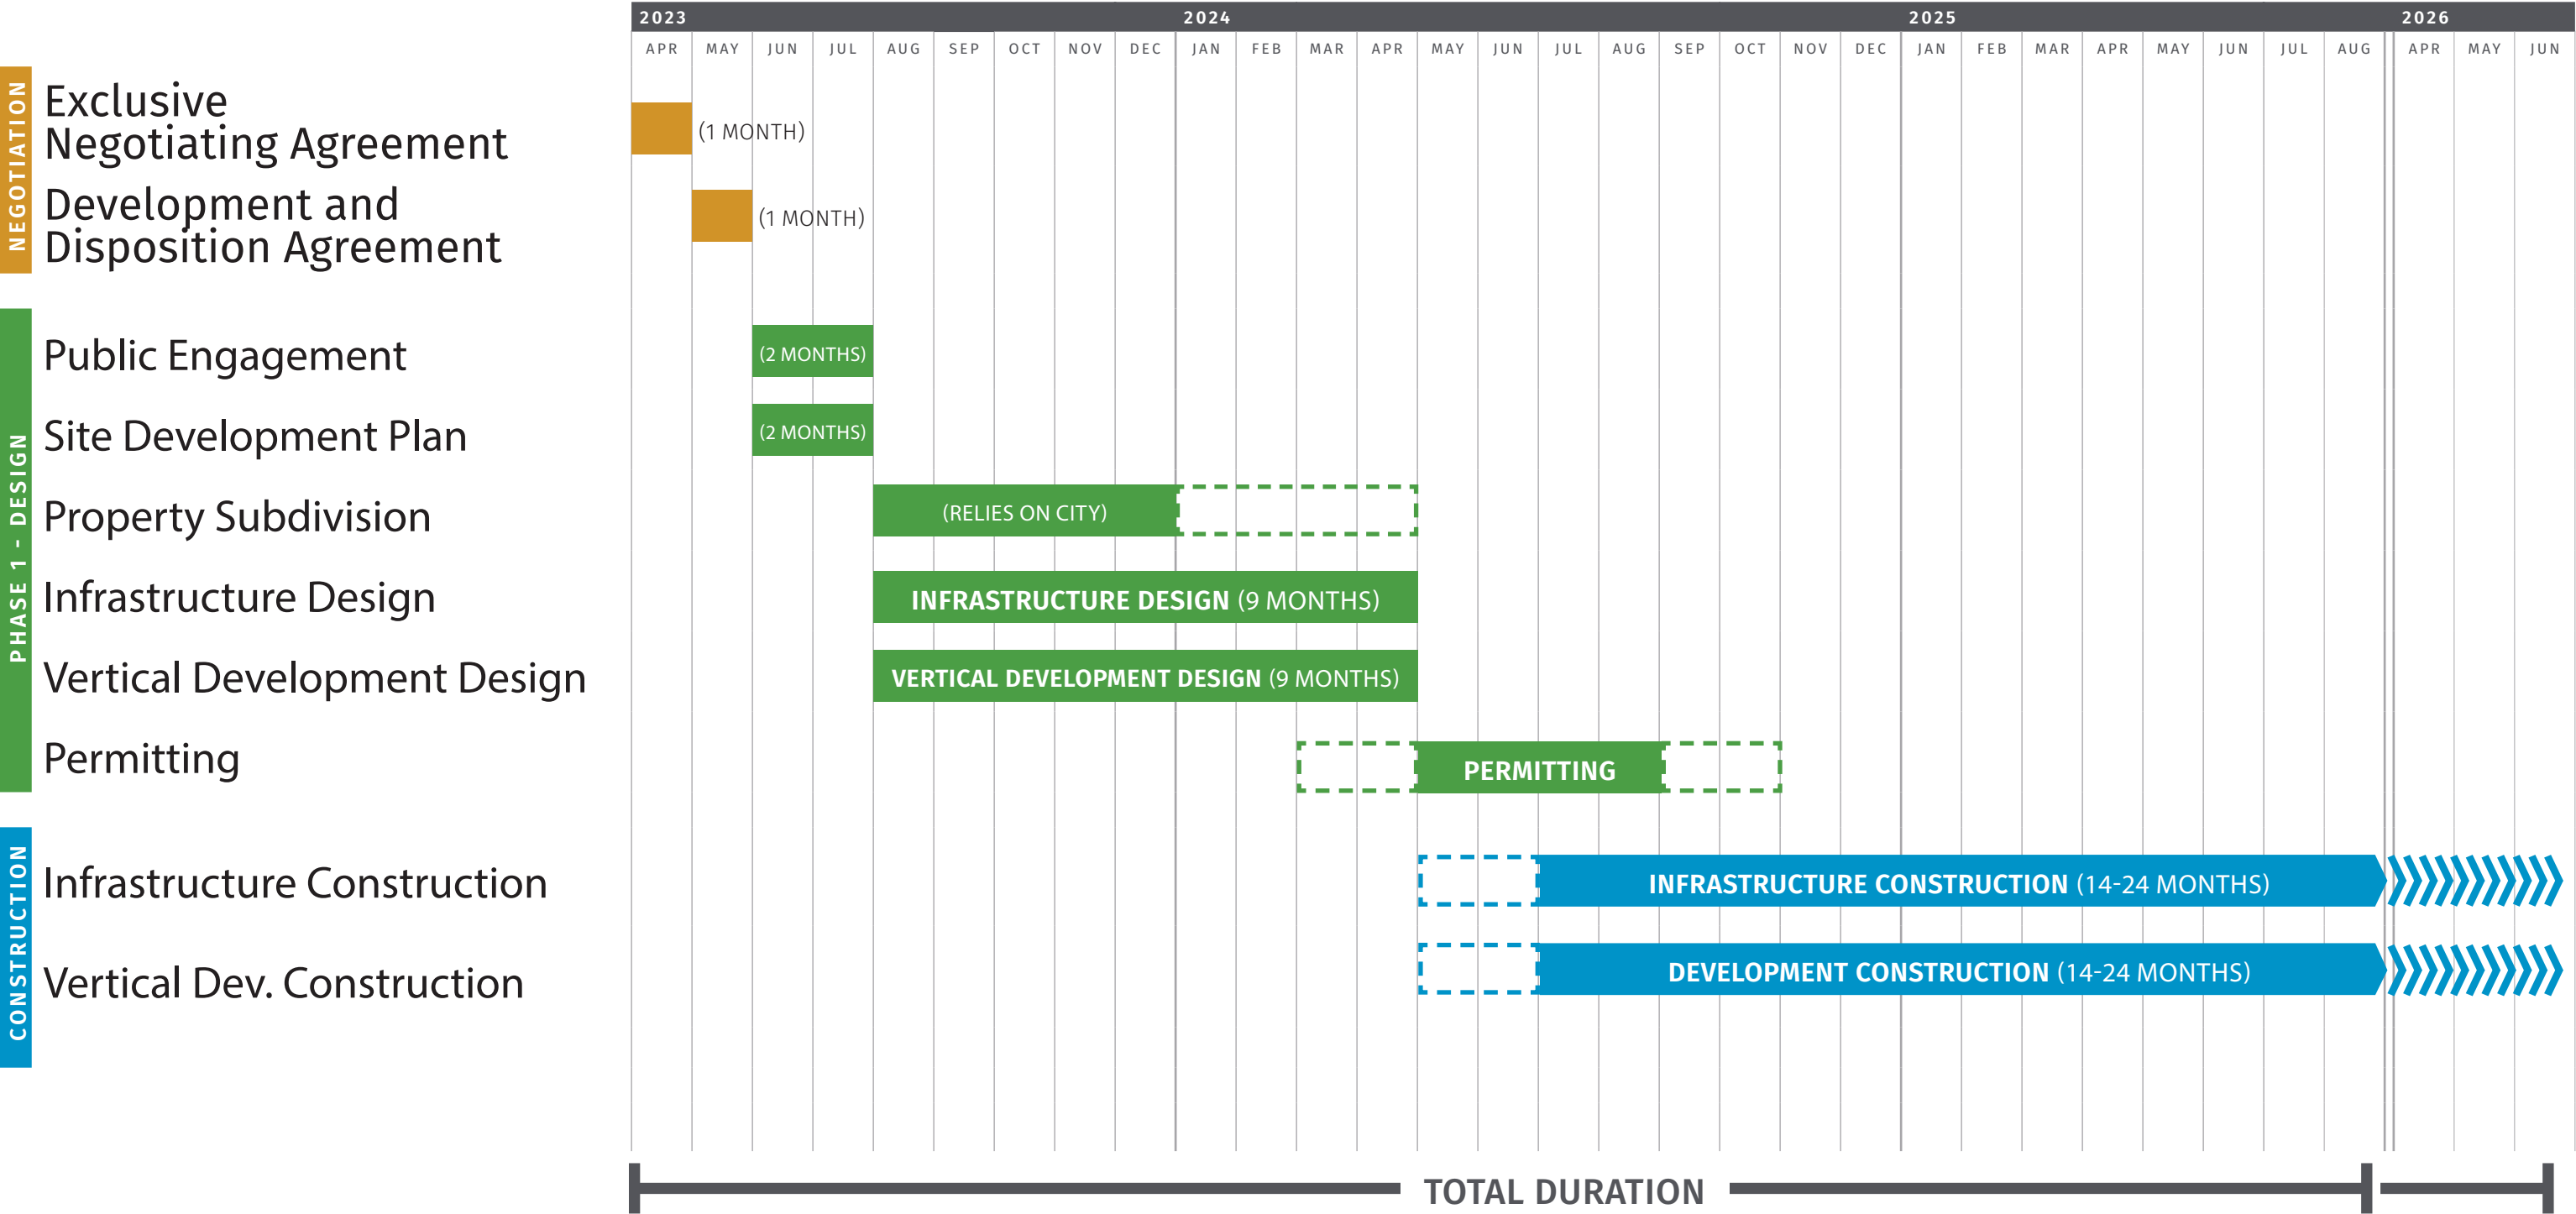 2023 2024 2025 2026
APR MAY JUN JUL AUG SEP OCT NOV DEC JAN FEB MAR APR MAY JUN JUL AUG SEP OCT NOV DEC JAN FEB MAR APR MAY JUN JUL AUG APR MAY JUN
NEGOTIATION
Exclusive
Negotiating Agreement
(1 MONTH)
Development and
Disposition Agreement
(1 MONTH)
PHASE 1 - DESIGN
Public Engagement
(2 MONTHS)
Site Development Plan
(2 MONTHS)
Property Subdivision
(RELIES ON CITY)
Infrastructure Design
INFRASTRUCTURE DESIGN (9 MONTHS)
Vertical Development Design
VERTICAL DEVELOPMENT DESIGN (9 MONTHS)
Permitting
PERMITTING
CONSTRUCTION
Infrastructure Construction
INFRASTRUCTURE CONSTRUCTION (14-24 MONTHS)
Vertical Dev. Construction
DEVELOPMENT CONSTRUCTION (14-24 MONTHS)
TOTAL DURATION